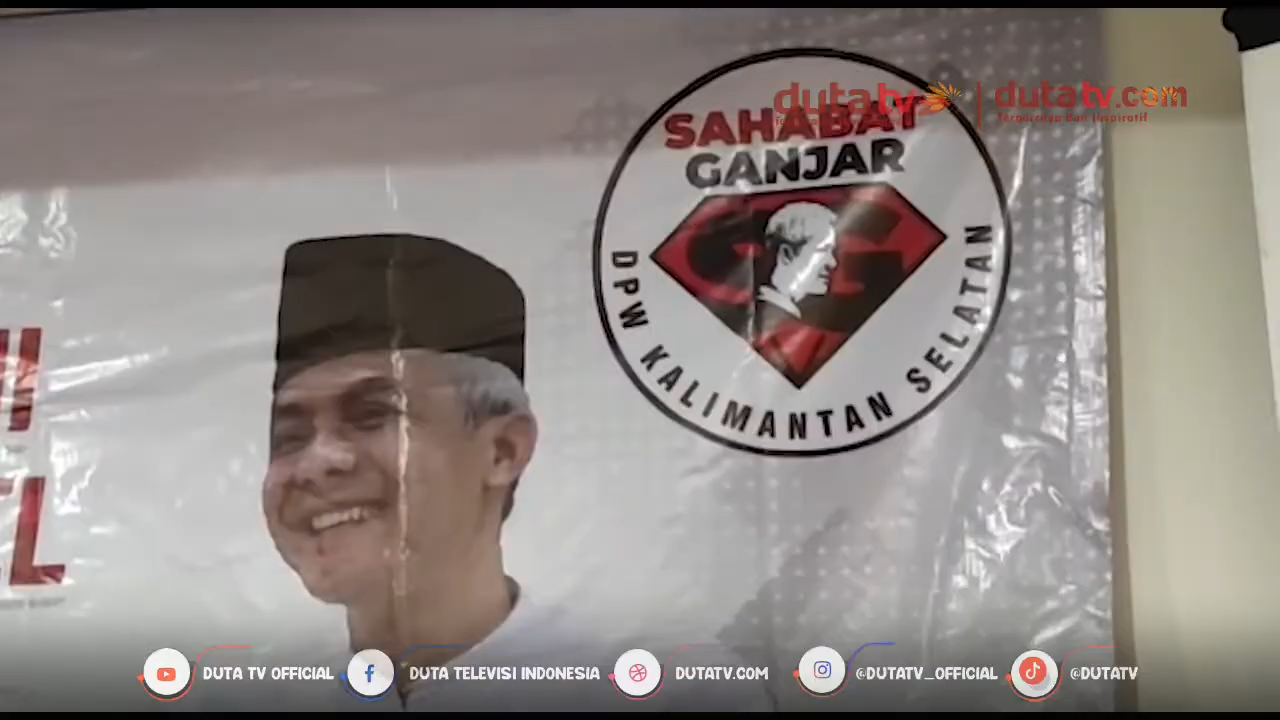 dutatv
dutatv.com
Terpercaya dan Inspiratif
SAHABAT
GANJAR
DPW KALIMANTAN SELATAN
DUTA TV OFFICIAL
DUTA TELEVISI INDONESIA
DUTATV.COM
@DUTATV_OFFICIAL
@DUTATV